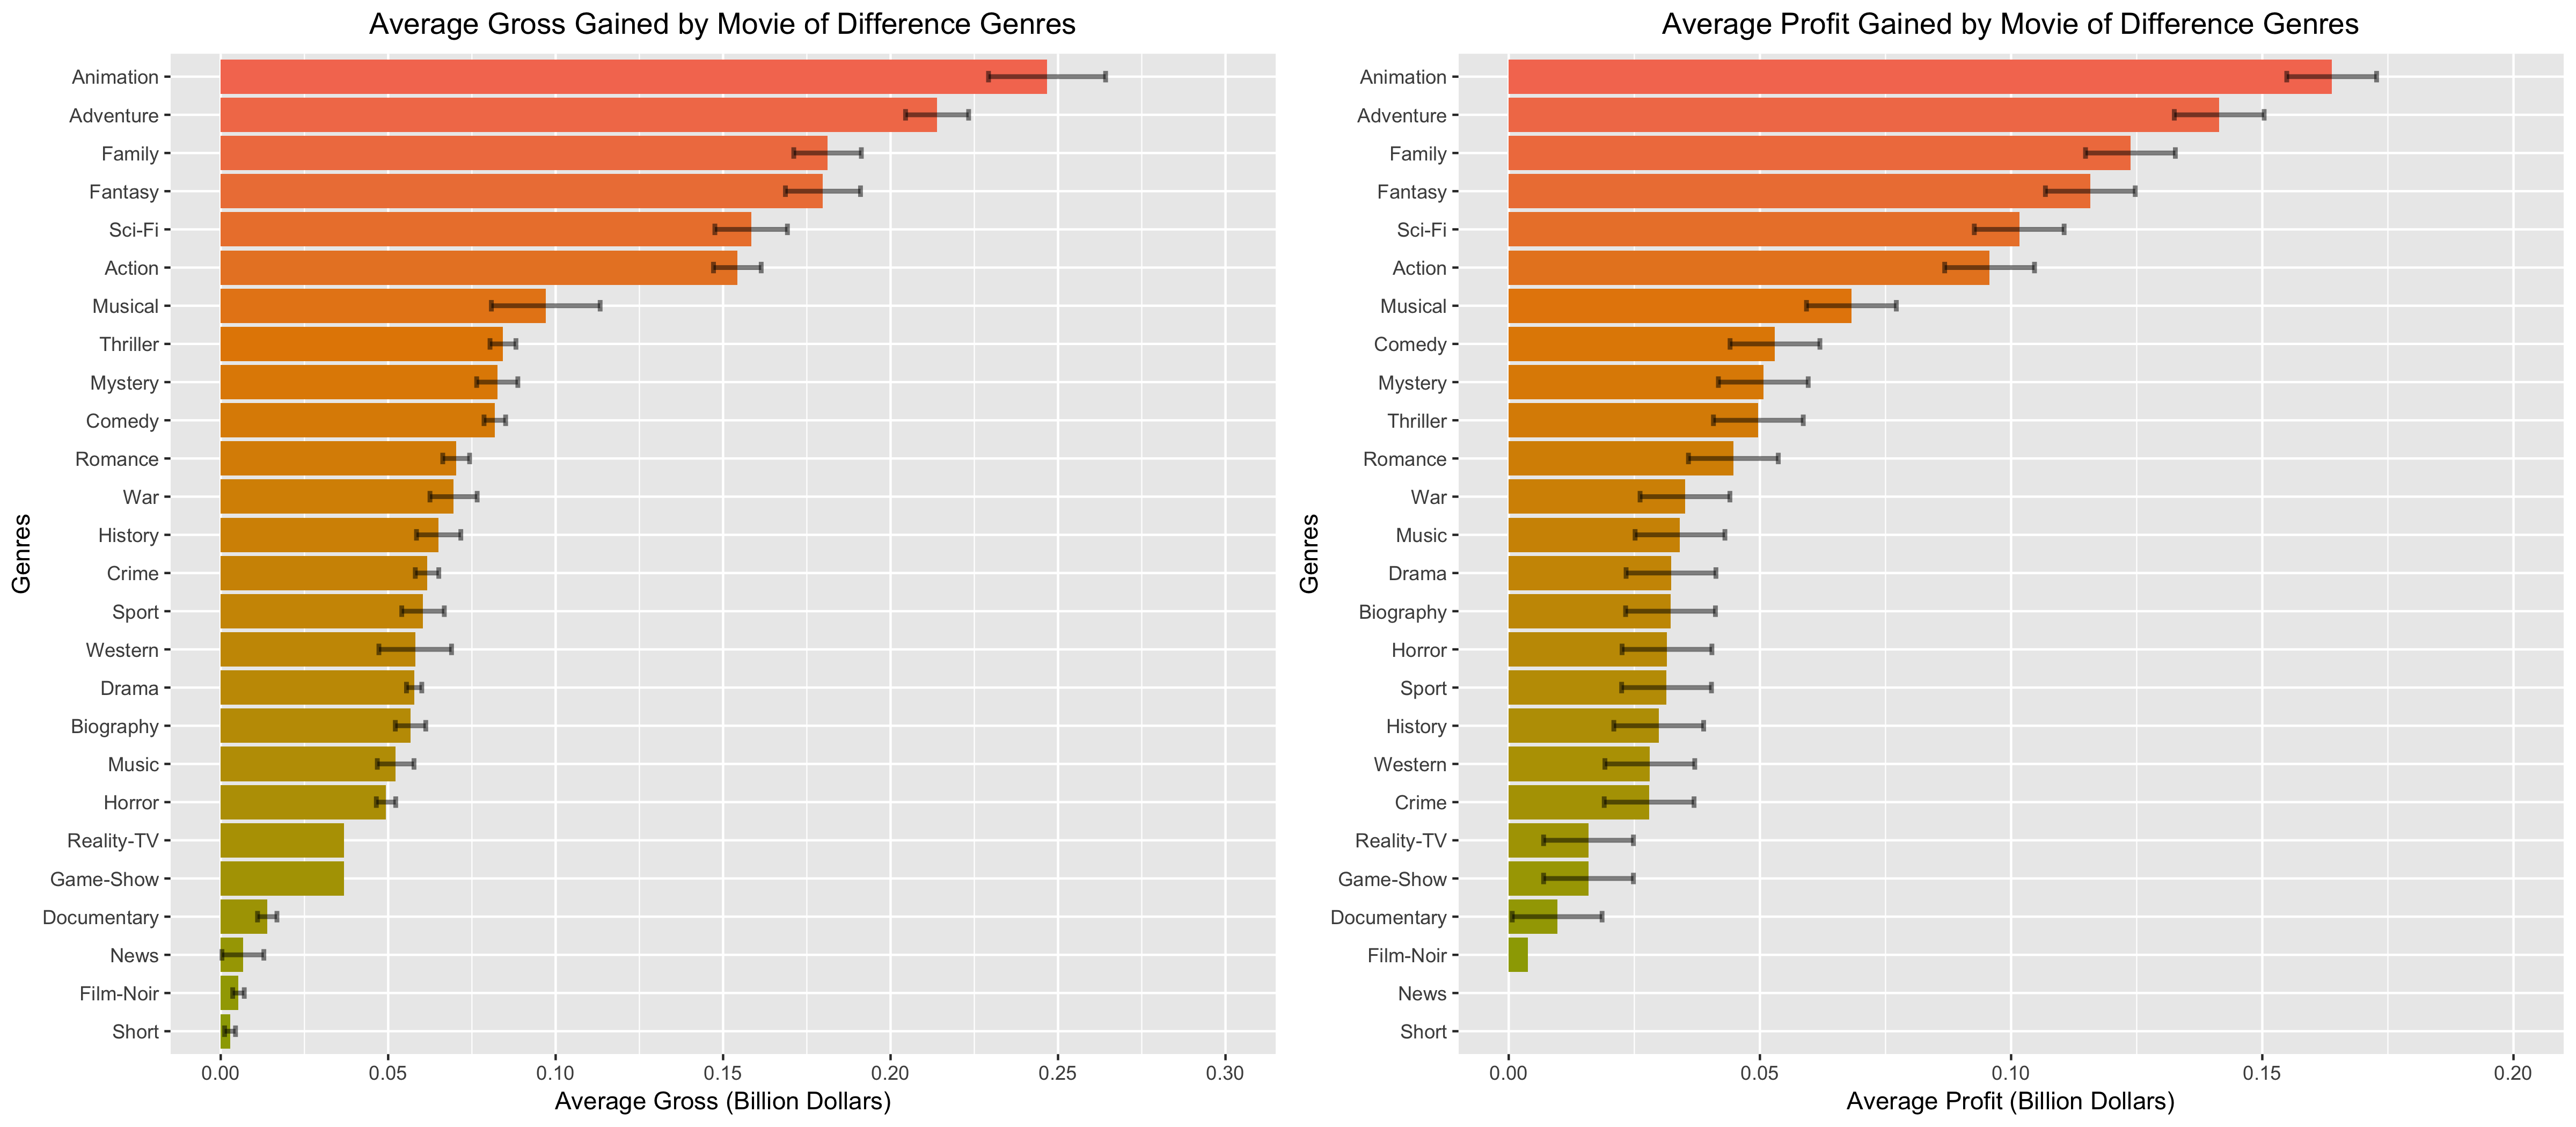 Average Gross Gained by Movie of Difference Genres
Genres
Animation
Adventure
Family
Fantasy
Sci-Fi
Action
Musical
Thriller
Mystery
Comedy
Romance
War
History
Crime
Sport
Western
Drama
Biography
Music
Horror
Reality-TV
Game-Show
Documentary
News
Film-Noir
Short
0.00 0.05 0.10 0.15 0.20 0.25 0.30
Average Gross (Billion Dollars)
Average Profit Gained by Movie of Difference Genres
Genres
Animation
Adventure
Family
Fantasy
Sci-Fi
Action
Musical
Comedy
Mystery
Thriller
Romance
War
Music
Drama
Biography
Horror
Sport
History
Western
Crime
Reality-TV
Game-Show
Documentary
Film-Noir
News
Short
0.00 0.05 0.10 0.15 0.20
Average Profit (Billion Dollars)